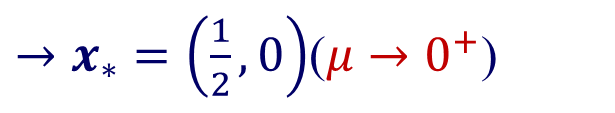 → 𝒙∗ = (1/2, 0)(μ → 0⁺)